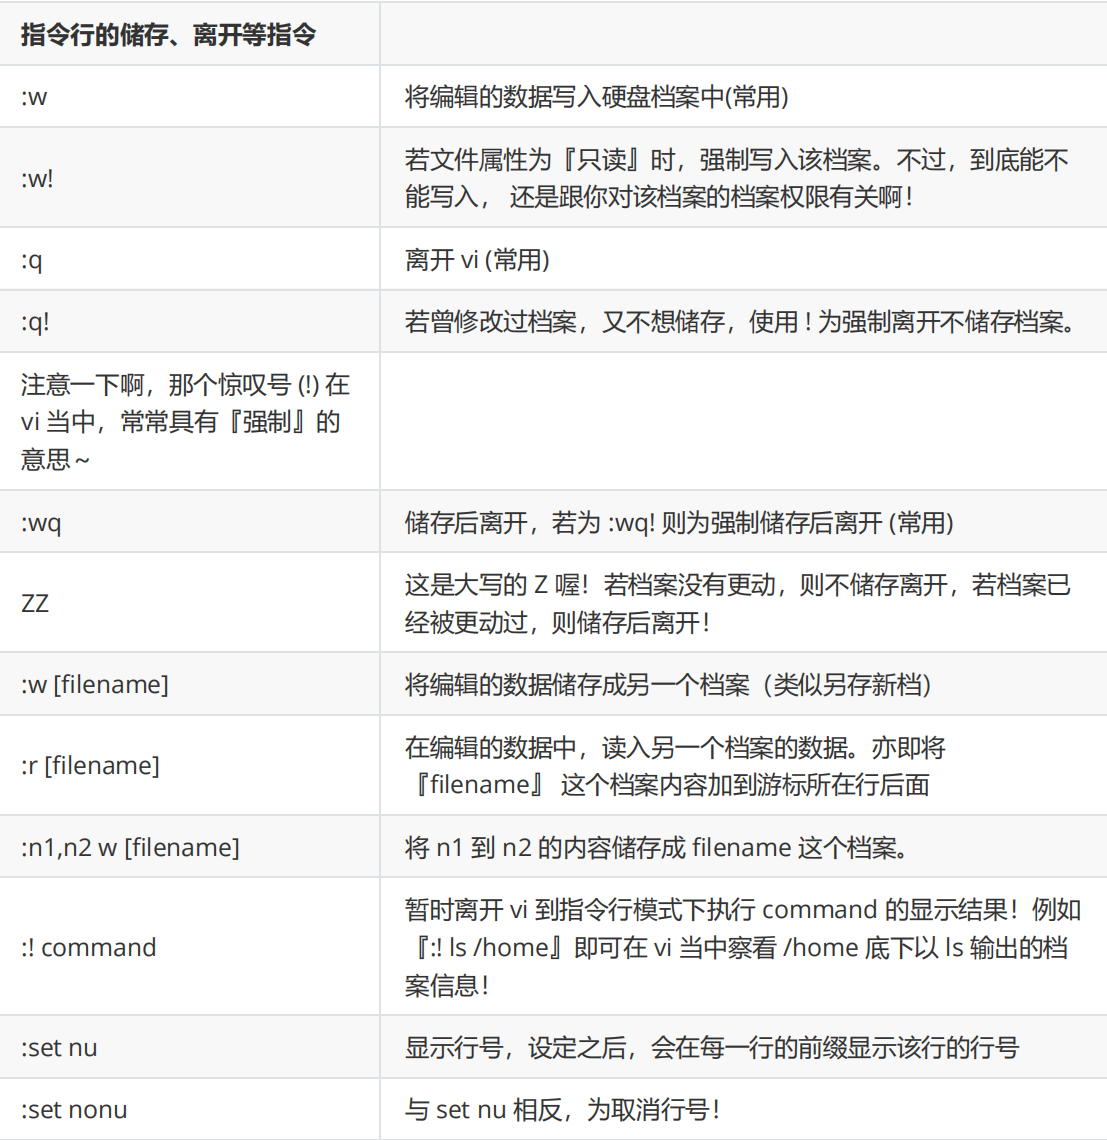 指令行的储存、离开等指令
:w
将编辑的数据写入硬盘档案中(常用)
:w!
若文件属性为『只读』时，强制写入该档案。不过，到底能不
能写入， 还是跟你对该档案的档案权限有关啊！
:q
离开 vi (常用)
:q!
若曾修改过档案，又不想储存，使用 ! 为强制离开不储存档案。
注意一下啊，那个惊叹号 (!) 在
vi 当中，常常具有『强制』的
意思～
:wq
储存后离开，若为 :wq! 则为强制储存后离开 (常用)
ZZ
这是大写的 Z 喔！若档案没有更动，则不储存离开，若档案已
经被更动过，则储存后离开！
:w [filename]
将编辑的数据储存成另一个档案（类似另存新档）
:r [filename]
在编辑的数据中，读入另一个档案的数据。亦即将
『filename』 这个档案内容加到游标所在行后面
:n1,n2 w [filename]
将 n1 到 n2 的内容储存成 filename 这个档案。
:! command
暂时离开 vi 到指令行模式下执行 command 的显示结果！例如
『:! ls /home』即可在 vi 当中察看 /home 底下以 ls 输出的档
案信息！
:set nu
显示行号，设定之后，会在每一行的前缀显示该行的行号
:set nonu
与 set nu 相反，为取消行号！